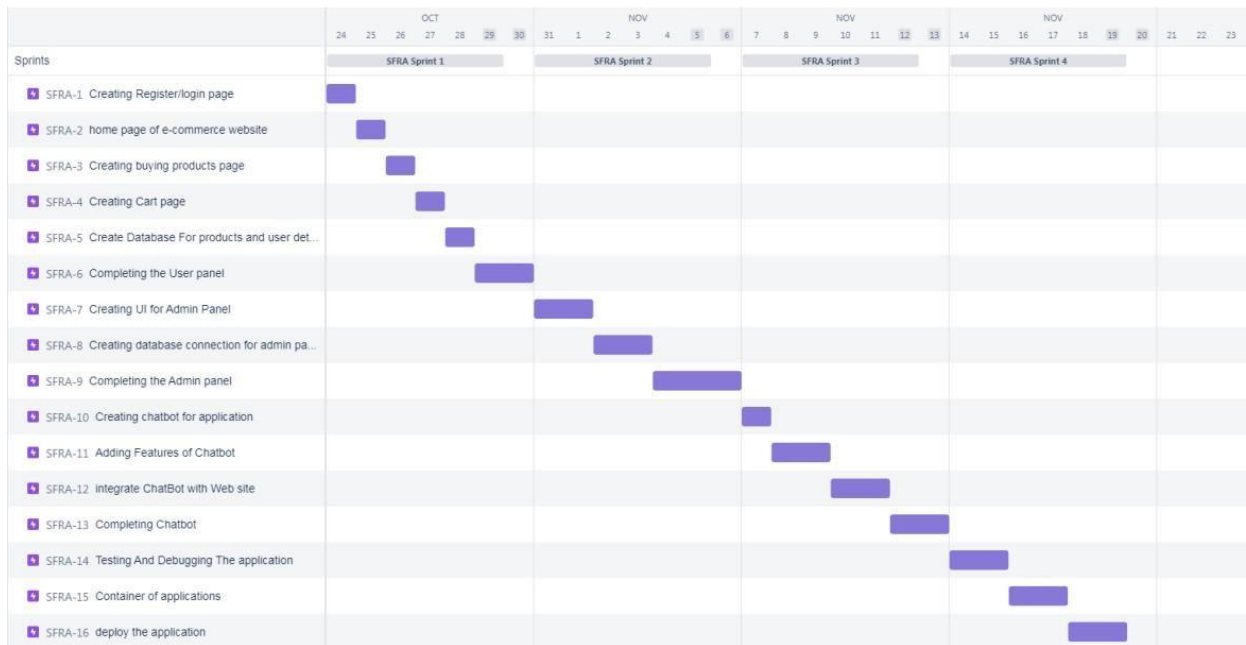 OCT NOV NOV NOV
24 25 26 27 28 29 30 31 1 2 3 4 5 6 7 8 9 10 11 12 13 14 15 16 17 18 19 20 21 22 23
Sprints SFRA Sprint 1 SFRA Sprint 2 SFRA Sprint 3 SFRA Sprint 4
SFRA-1 Creating Register/login page
SFRA-2 home page of e-commerce website
SFRA-3 Creating buying products page
SFRA-4 Creating Cart page
SFRA-5 Create Database For products and user det...
SFRA-6 Completing the User panel
SFRA-7 Creating UI for Admin Panel
SFRA-8 Creating database connection for admin pa...
SFRA-9 Completing the Admin panel
SFRA-10 Creating chatbot for application
SFRA-11 Adding Features of Chatbot
SFRA-12 integrate ChatBot with Web site
SFRA-13 Completing Chatbot
SFRA-14 Testing And Debugging The application
SFRA-15 Container of applications
SFRA-16 deploy the application